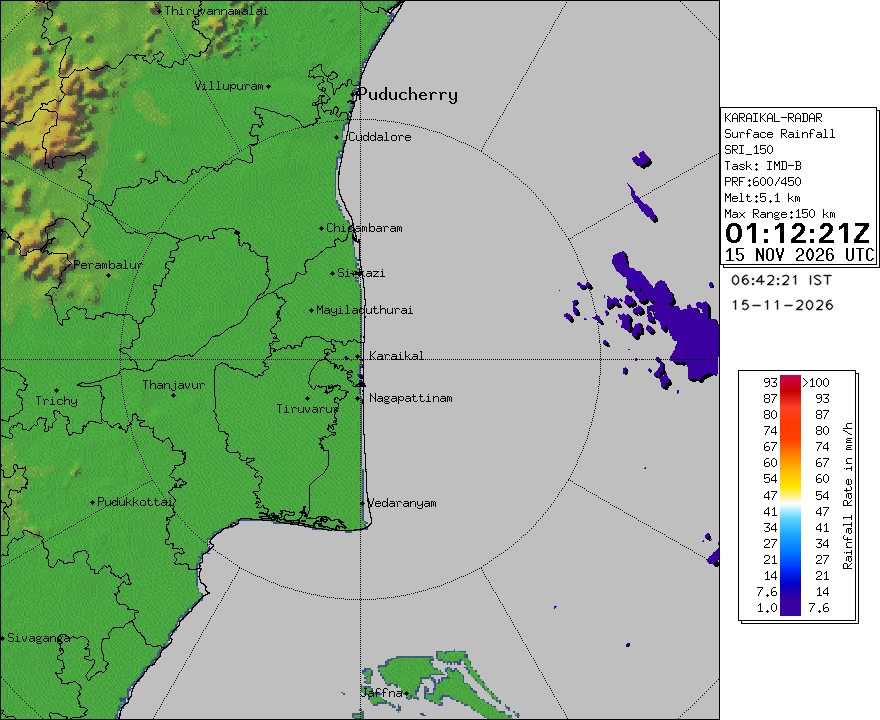 Thiruvannamalai
Villupuram
Puducherry
Cuddalore
Chidambaram
Perambalur
Sirkazi
Mayiladuthurai
Karaikal
Thanjavur
Trichy
Tiruvarur
Nagapattinam
Pudukkottai
Vedaranyam
Sivaganga
Jaffna
KARAIKAL-RADAR
Surface Rainfall
SRI_150
Task: IMD-B
PRF:600/450
Melt:5.1 km
Max Range:150 km
01:12:21Z
15 NOV 2026 UTC
06:42:21 IST
15-11-2026
93 >100
87 93
80 87
74 80
67 74
60 67
54 60
47 54
41 47
34 41
27 34
21 27
14 21
7.6 14
1.0 7.6
Rainfall Rate in mm/h